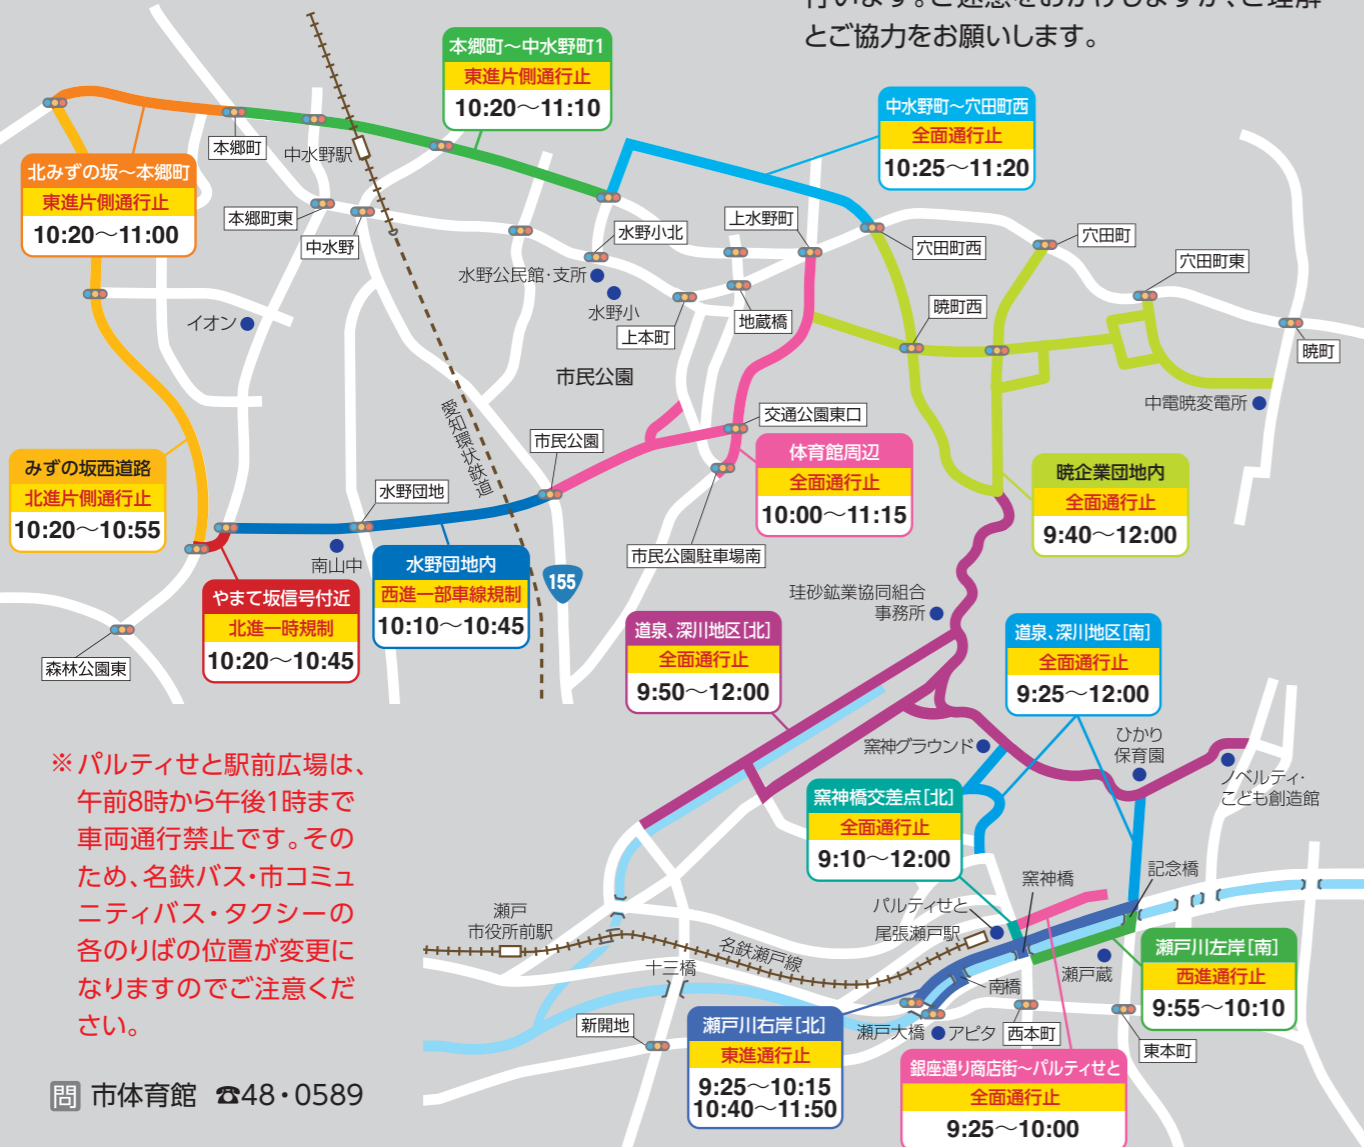 とご協力をお願いします。
本郷町〜中水野町1
東進片側通行止
10:20〜11:10
中水野町〜穴田町西
全面通行止
10:25〜11:20
北みずの坂〜本郷町
東進片側通行止
10:20〜11:00
本郷町
中水野駅
本郷町東
中水野
水野小北
水野公民館・支所
水野小
上本町
地蔵橋
上水野町
穴田町西
穴田町
穴田町東
暁町西
暁町
中電暁変電所
イオン
市民公園
愛知環状鉄道
交通公園東口
市民公園
水野団地
南山中
市民公園駐車場南
みずの坂西道路
北進片側通行止
10:20〜10:55
体育館周辺
全面通行止
10:00〜11:15
暁企業団地内
全面通行止
9:40〜12:00
水野団地内
西進一部車線規制
10:10〜10:45
やまて坂信号付近
北進一時規制
10:20〜10:45
155
森林公園東
珪砂鉱業協同組合
事務所
道泉、深川地区[北]
全面通行止
9:50〜12:00
道泉、深川地区[南]
全面通行止
9:25〜12:00
窯神グラウンド
ひかり
保育園
ノベルティ・
こども創造館
窯神橋交差点[北]
全面通行止
9:10〜12:00
窯神橋
記念橋
パルティせと
尾張瀬戸駅
瀬戸
市役所前駅
名鉄瀬戸線
十三橋
新開地
南橋
瀬戸蔵
瀬戸大橋
アピタ
西本町
東本町
瀬戸川左岸[南]
西進通行止
9:55〜10:10
瀬戸川右岸[北]
東進通行止
9:25〜10:15
10:40〜11:50
銀座通り商店街〜パルティせと
全面通行止
9:25〜10:00
※パルティせと駅前広場は、
午前8時から午後1時まで
車両通行禁止です。その
ため、名鉄バス・市コミュ
ニティバス・タクシーの
各のりばの位置が変更に
なりますのでご注意くだ
さい。
問 市体育館 ☎48・0589